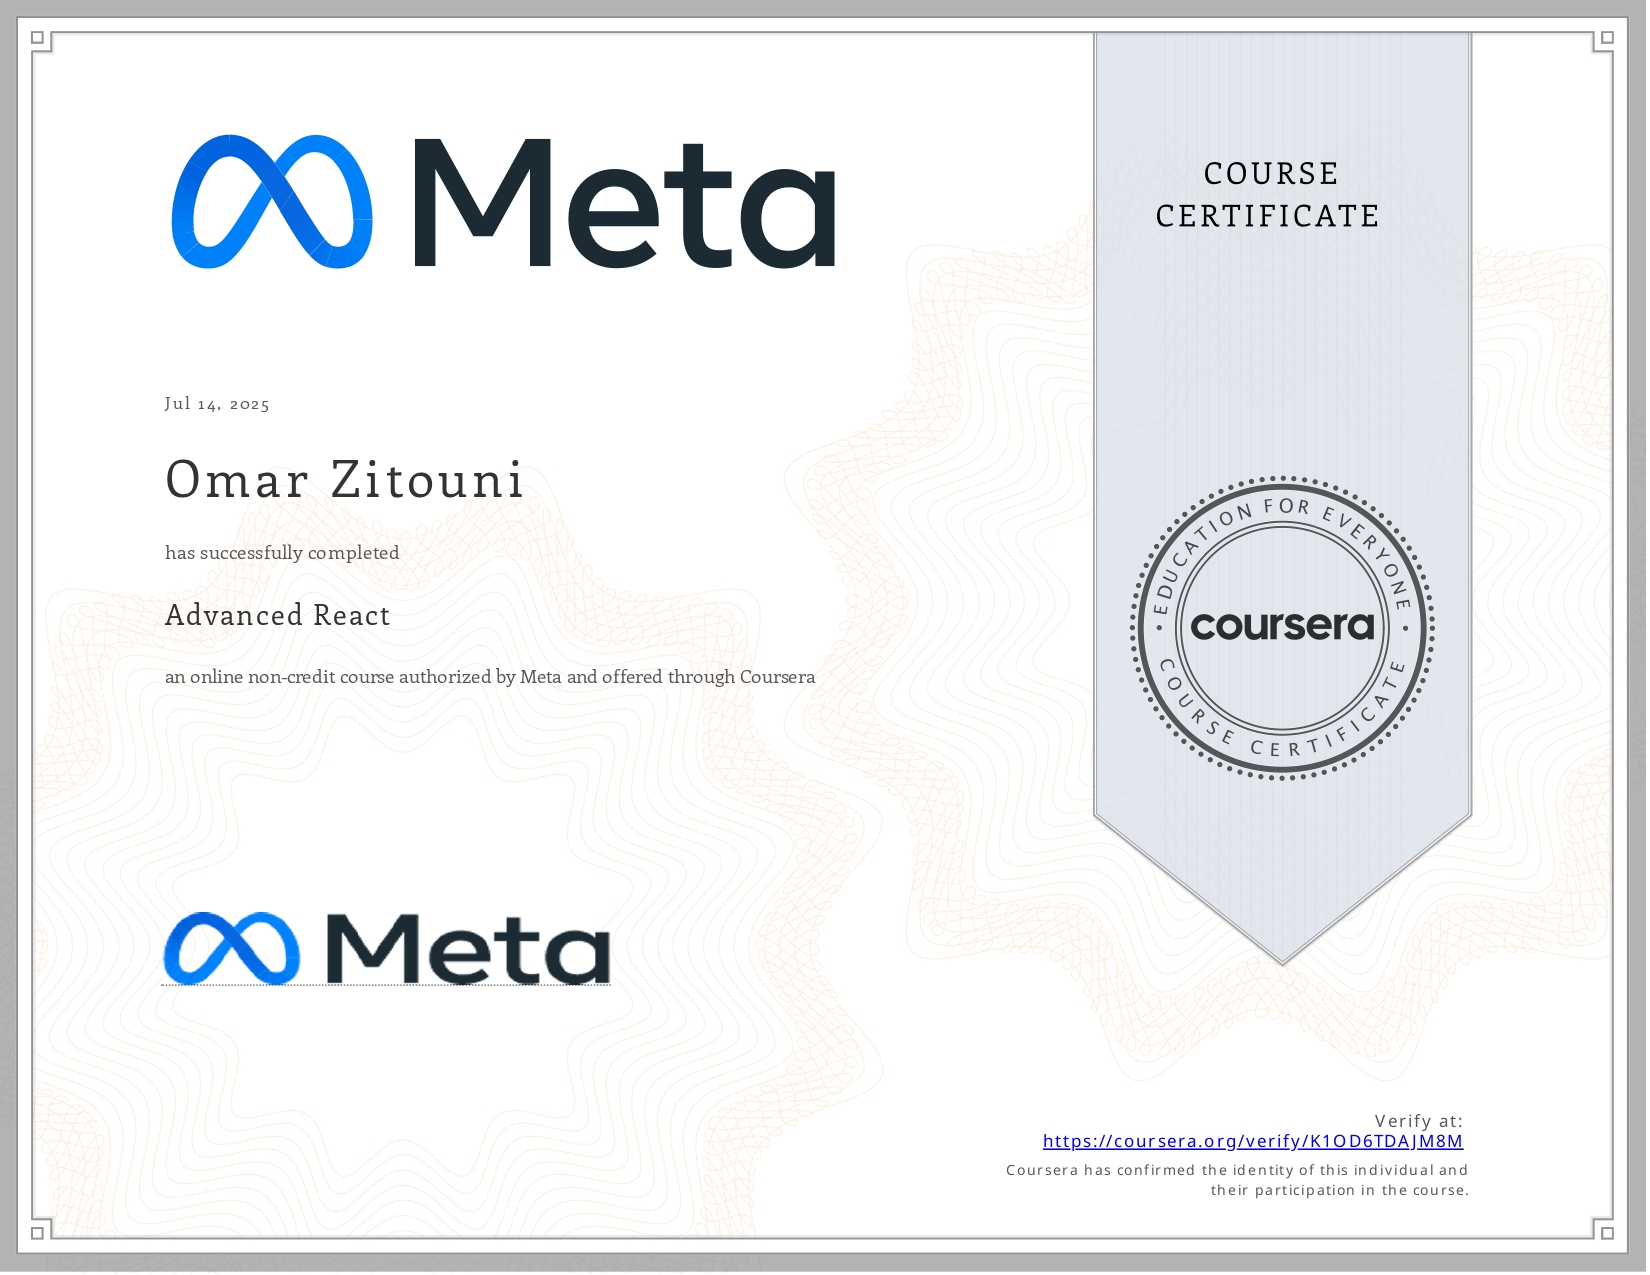 Meta
COURSE
CERTIFICATE
Jul 14, 2025
Omar Zitouni
has successfully completed
Advanced React
an online non-credit course authorized by Meta and offered through Coursera
EDUCATION FOR EVERYONE
coursera
COURSE CERTIFICATE
Meta
Verify at:
https://coursera.org/verify/K1OD6TDAJM8M
Coursera has confirmed the identity of this individual and
their participation in the course.